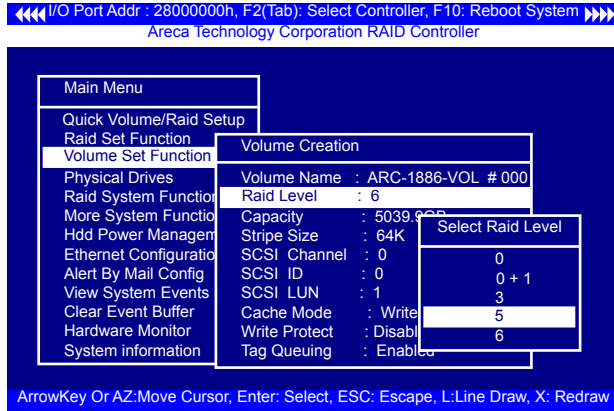 I/O Port Addr : 28000000h, F2(Tab): Select Controller, F10: Reboot System
Areca Technology Corporation RAID Controller
Main Menu
Quick Volume/Raid Setup
Raid Set Function
Volume Set Function
Physical Drives
Raid System Function
More System Functio
Hdd Power Managem
Ethernet Configuratio
Alert By Mail Config
View System Events
Clear Event Buffer
Hardware Monitor
System information
Volume Creation
Volume Name : ARC-1886-VOL # 000
Raid Level : 6
Capacity : 5039.9GB
Stripe Size : 64K
SCSI Channel : 0
SCSI ID : 0
SCSI LUN : 1
Cache Mode : Write
Write Protect : Disabl
Tag Queuing : Enabled
Select Raid Level
0
0 + 1
3
5
6
ArrowKey Or AZ:Move Cursor, Enter: Select, ESC: Escape, L:Line Draw, X: Redraw